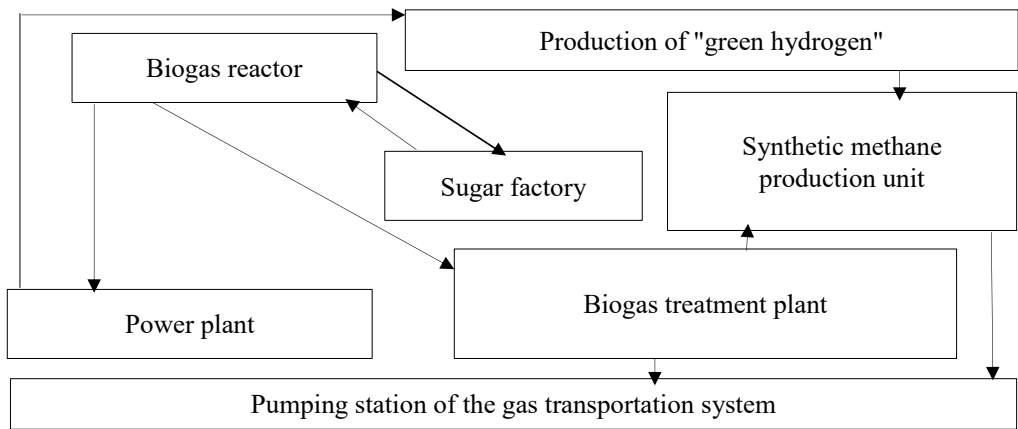 Production of "green hydrogen"
Biogas reactor
Synthetic methane
production unit
Sugar factory
Biogas treatment plant
Power plant
Pumping station of the gas transportation system